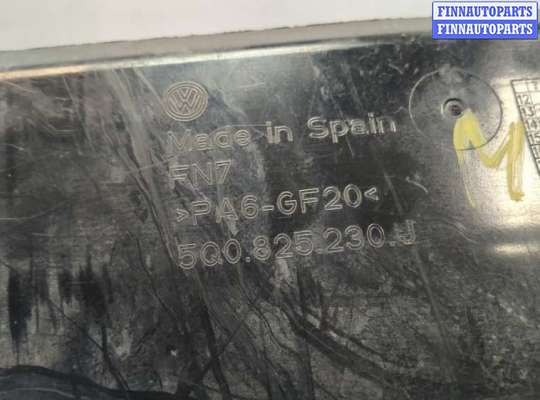 FINNAUTOPARTS
FINNAUTOPARTS
Made in Spain
FN7
>PA6-GF20<
5Q0.825.230.J
M